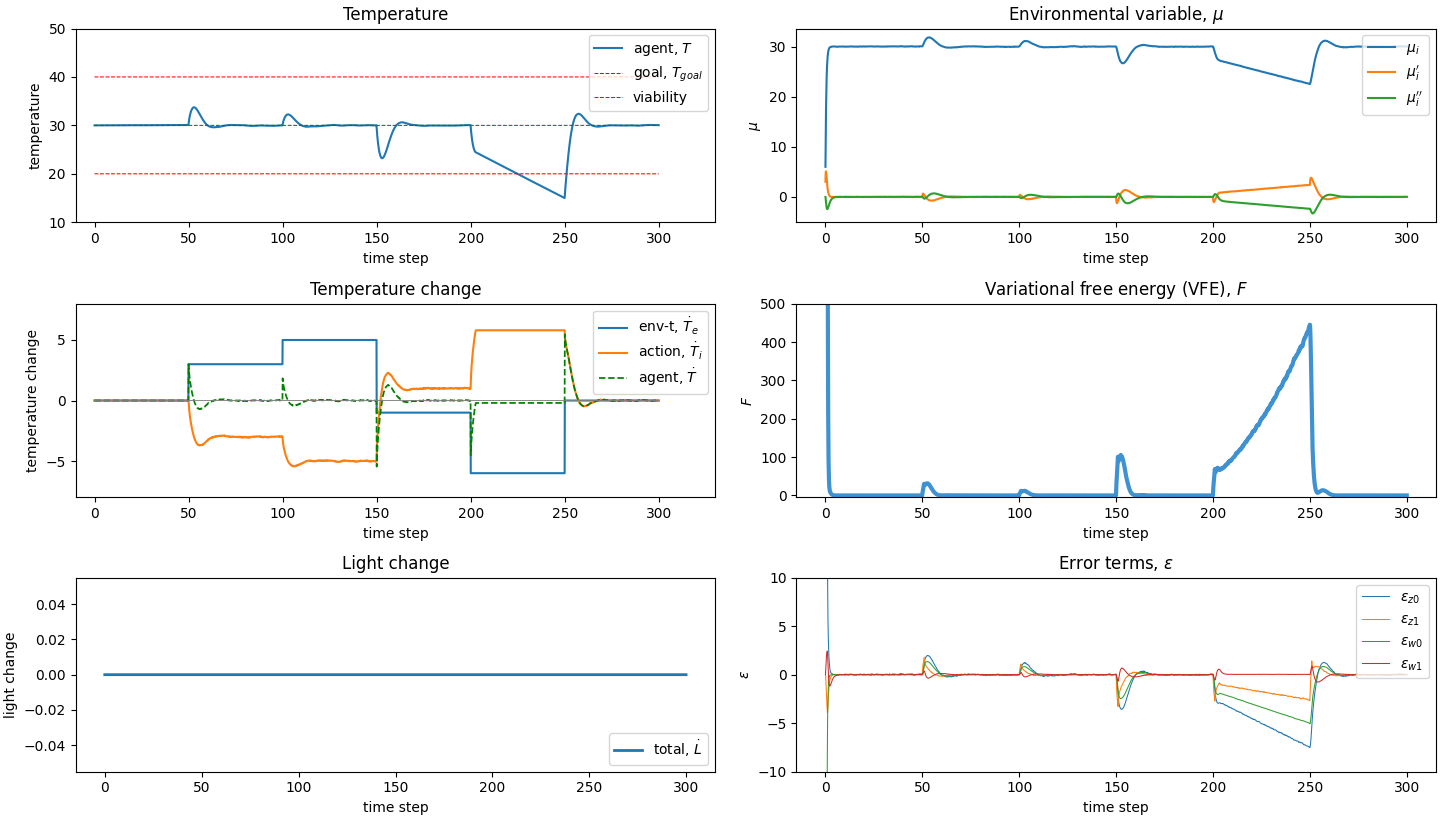 Temperature
50
40
30
20
10
temperature
agent, T
goal, T_goal
viability
0 50 100 150 200 250 300
time step
Environmental variable, μ
30
20
10
0
μ
μ_i
μ_i′
μ_i″
0 50 100 150 200 250 300
time step
Temperature change
5
0
−5
temperature change
env-t, Ṫ_e
action, Ṫ_i
agent, Ṫ
0 50 100 150 200 250 300
time step
Variational free energy (VFE), F
500
400
300
200
100
0
F
0 50 100 150 200 250 300
time step
Light change
0.04
0.02
0.00
−0.02
−0.04
light change
total, L̇
0 50 100 150 200 250 300
time step
Error terms, ε
10
5
0
−5
−10
ε
ε_z0
ε_z1
ε_w0
ε_w1
0 50 100 150 200 250 300
time step